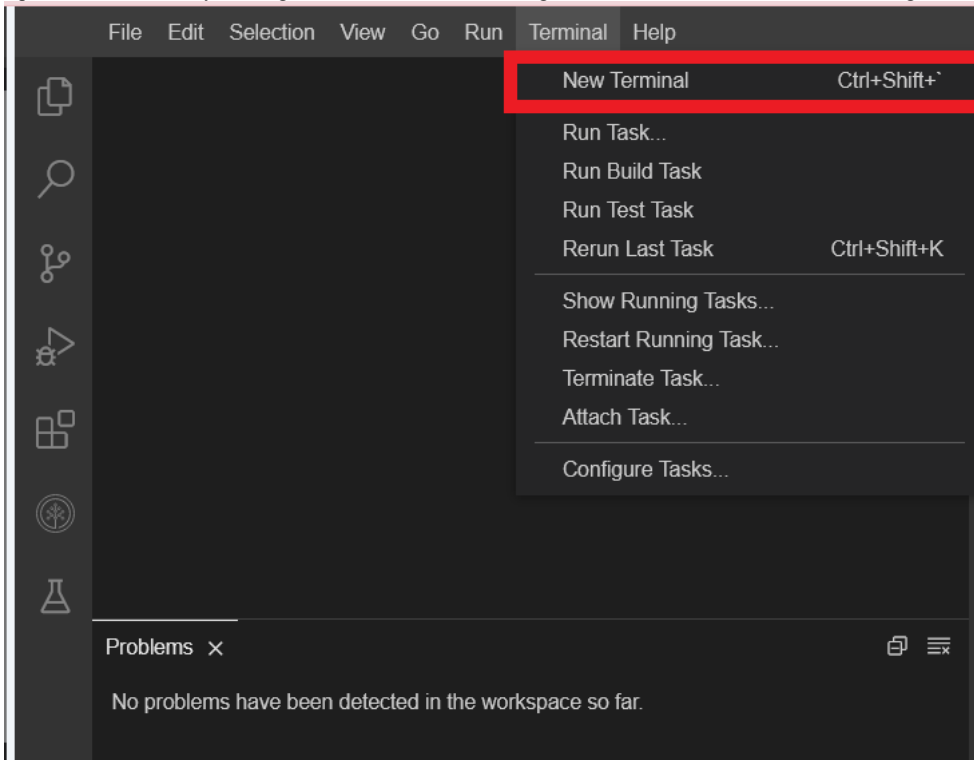 File Edit Selection View Go Run Terminal Help
New Terminal Ctrl+Shift+`
Run Task...
Run Build Task
Run Test Task
Rerun Last Task Ctrl+Shift+K
Show Running Tasks...
Restart Running Task...
Terminate Task...
Attach Task...
Configure Tasks...
Problems
No problems have been detected in the workspace so far.